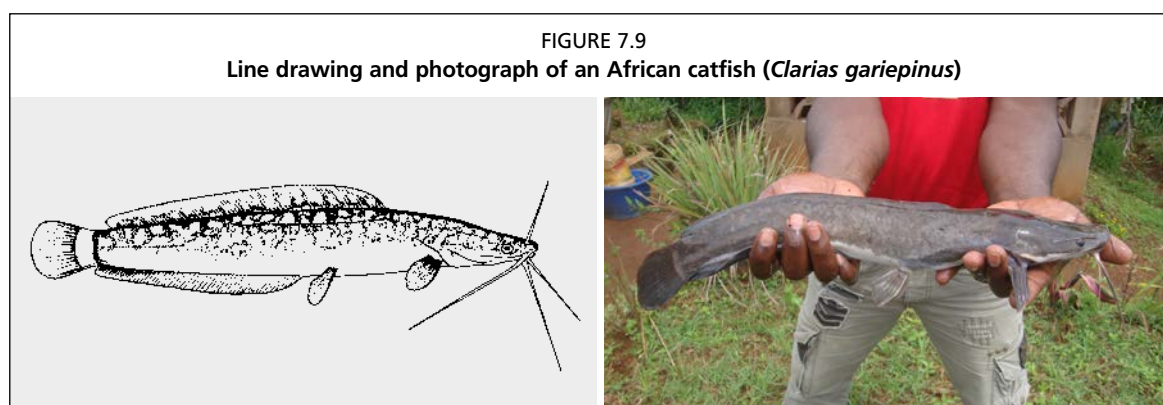 FIGURE 7.9
Line drawing and photograph of an African catfish (Clarias gariepinus)